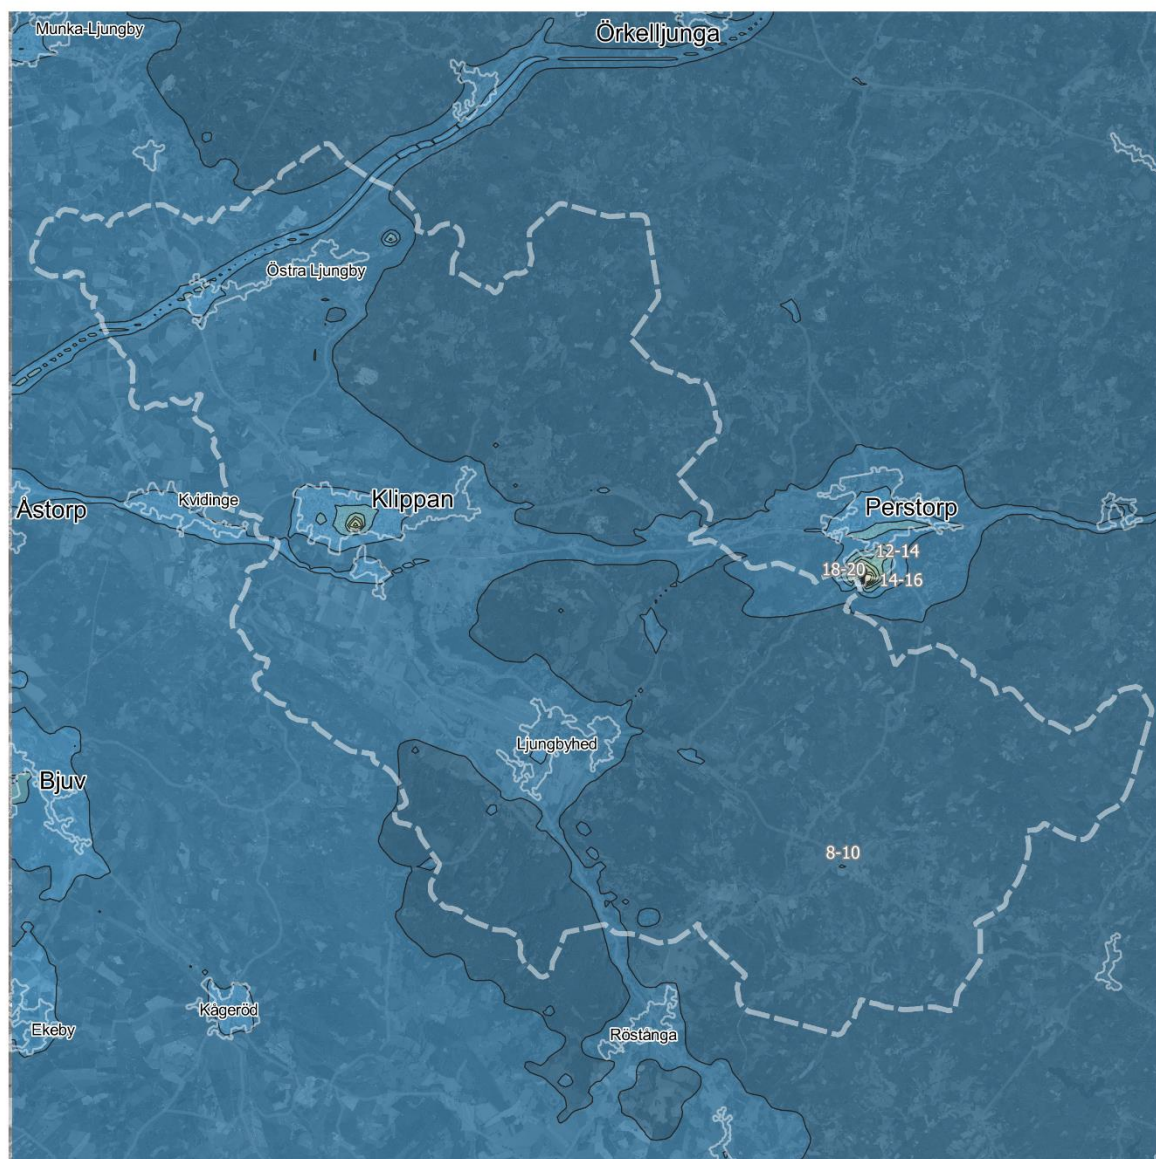 Munka-Ljungby
Örkelljunga
Östra Ljungby
Kvidinge
Klippan
Åstorp
Perstorp
12-14
18-20
14-16
Ljungbyhed
Bjuv
8-10
Kågeröd
Ekeby
Röstånga